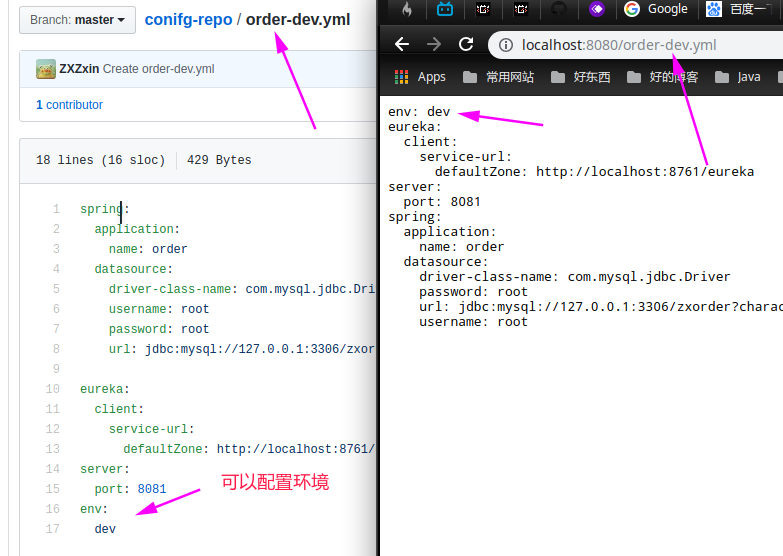 Branch: master
conifg-repo / order-dev.yml
ZXZxin Create order-dev.yml
1 contributor
18 lines (16 sloc) 429 Bytes
1 spring:
2 application:
3 name: order
4 datasource:
5 driver-class-name: com.mysql.jdbc.Dri
6 username: root
7 password: root
8 url: jdbc:mysql://127.0.0.1:3306/zxor
9
10 eureka:
11 client:
12 service-url:
13 defaultZone: http://localhost:8761/
14 server:
15 port: 8081
16 env:
17 dev
可以配置环境
Google
百度一
localhost:8080/order-dev.yml
Apps 常用网站 好东西 好的博客 Java
env: dev
eureka:
client:
service-url:
defaultZone: http://localhost:8761/eureka
server:
port: 8081
spring:
application:
name: order
datasource:
driver-class-name: com.mysql.jdbc.Driver
password: root
url: jdbc:mysql://127.0.0.1:3306/zxorder?charac
username: root